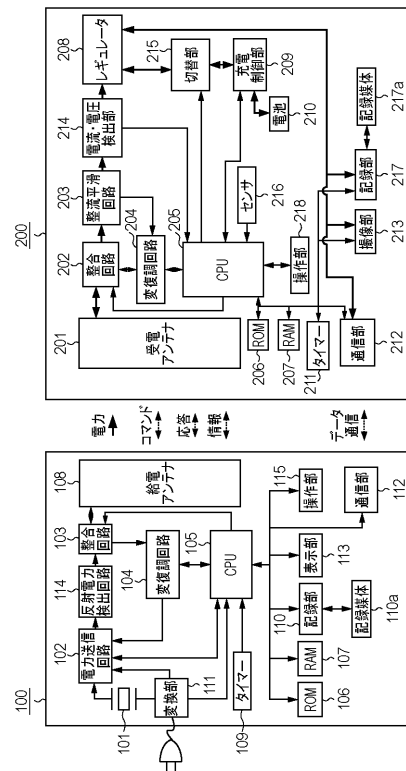 100
101
102
電力送信
回路
114
反射電力
検出回路
103
整合
回路
108
給電
アンテナ
104
変復調回路
105
CPU
変換部
111
タイマー
109
ROM
106
RAM
107
110
記録部
記録媒体
110a
表示部
113
操作部
115
通信部
112
電力
コマンド
応答
情報
データ
通信
200
201
受電
アンテナ
202
整合
回路
203
整流平滑
回路
214
電流・電圧
検出部
208
レギュレータ
204
変復調回路
205
CPU
215
切替部
充電
制御部
209
電池
210
センサ
216
操作部
218
ROM
206
RAM
207
タイマー
211
通信部
212
撮像部
213
記録部
217
記録媒体
217a